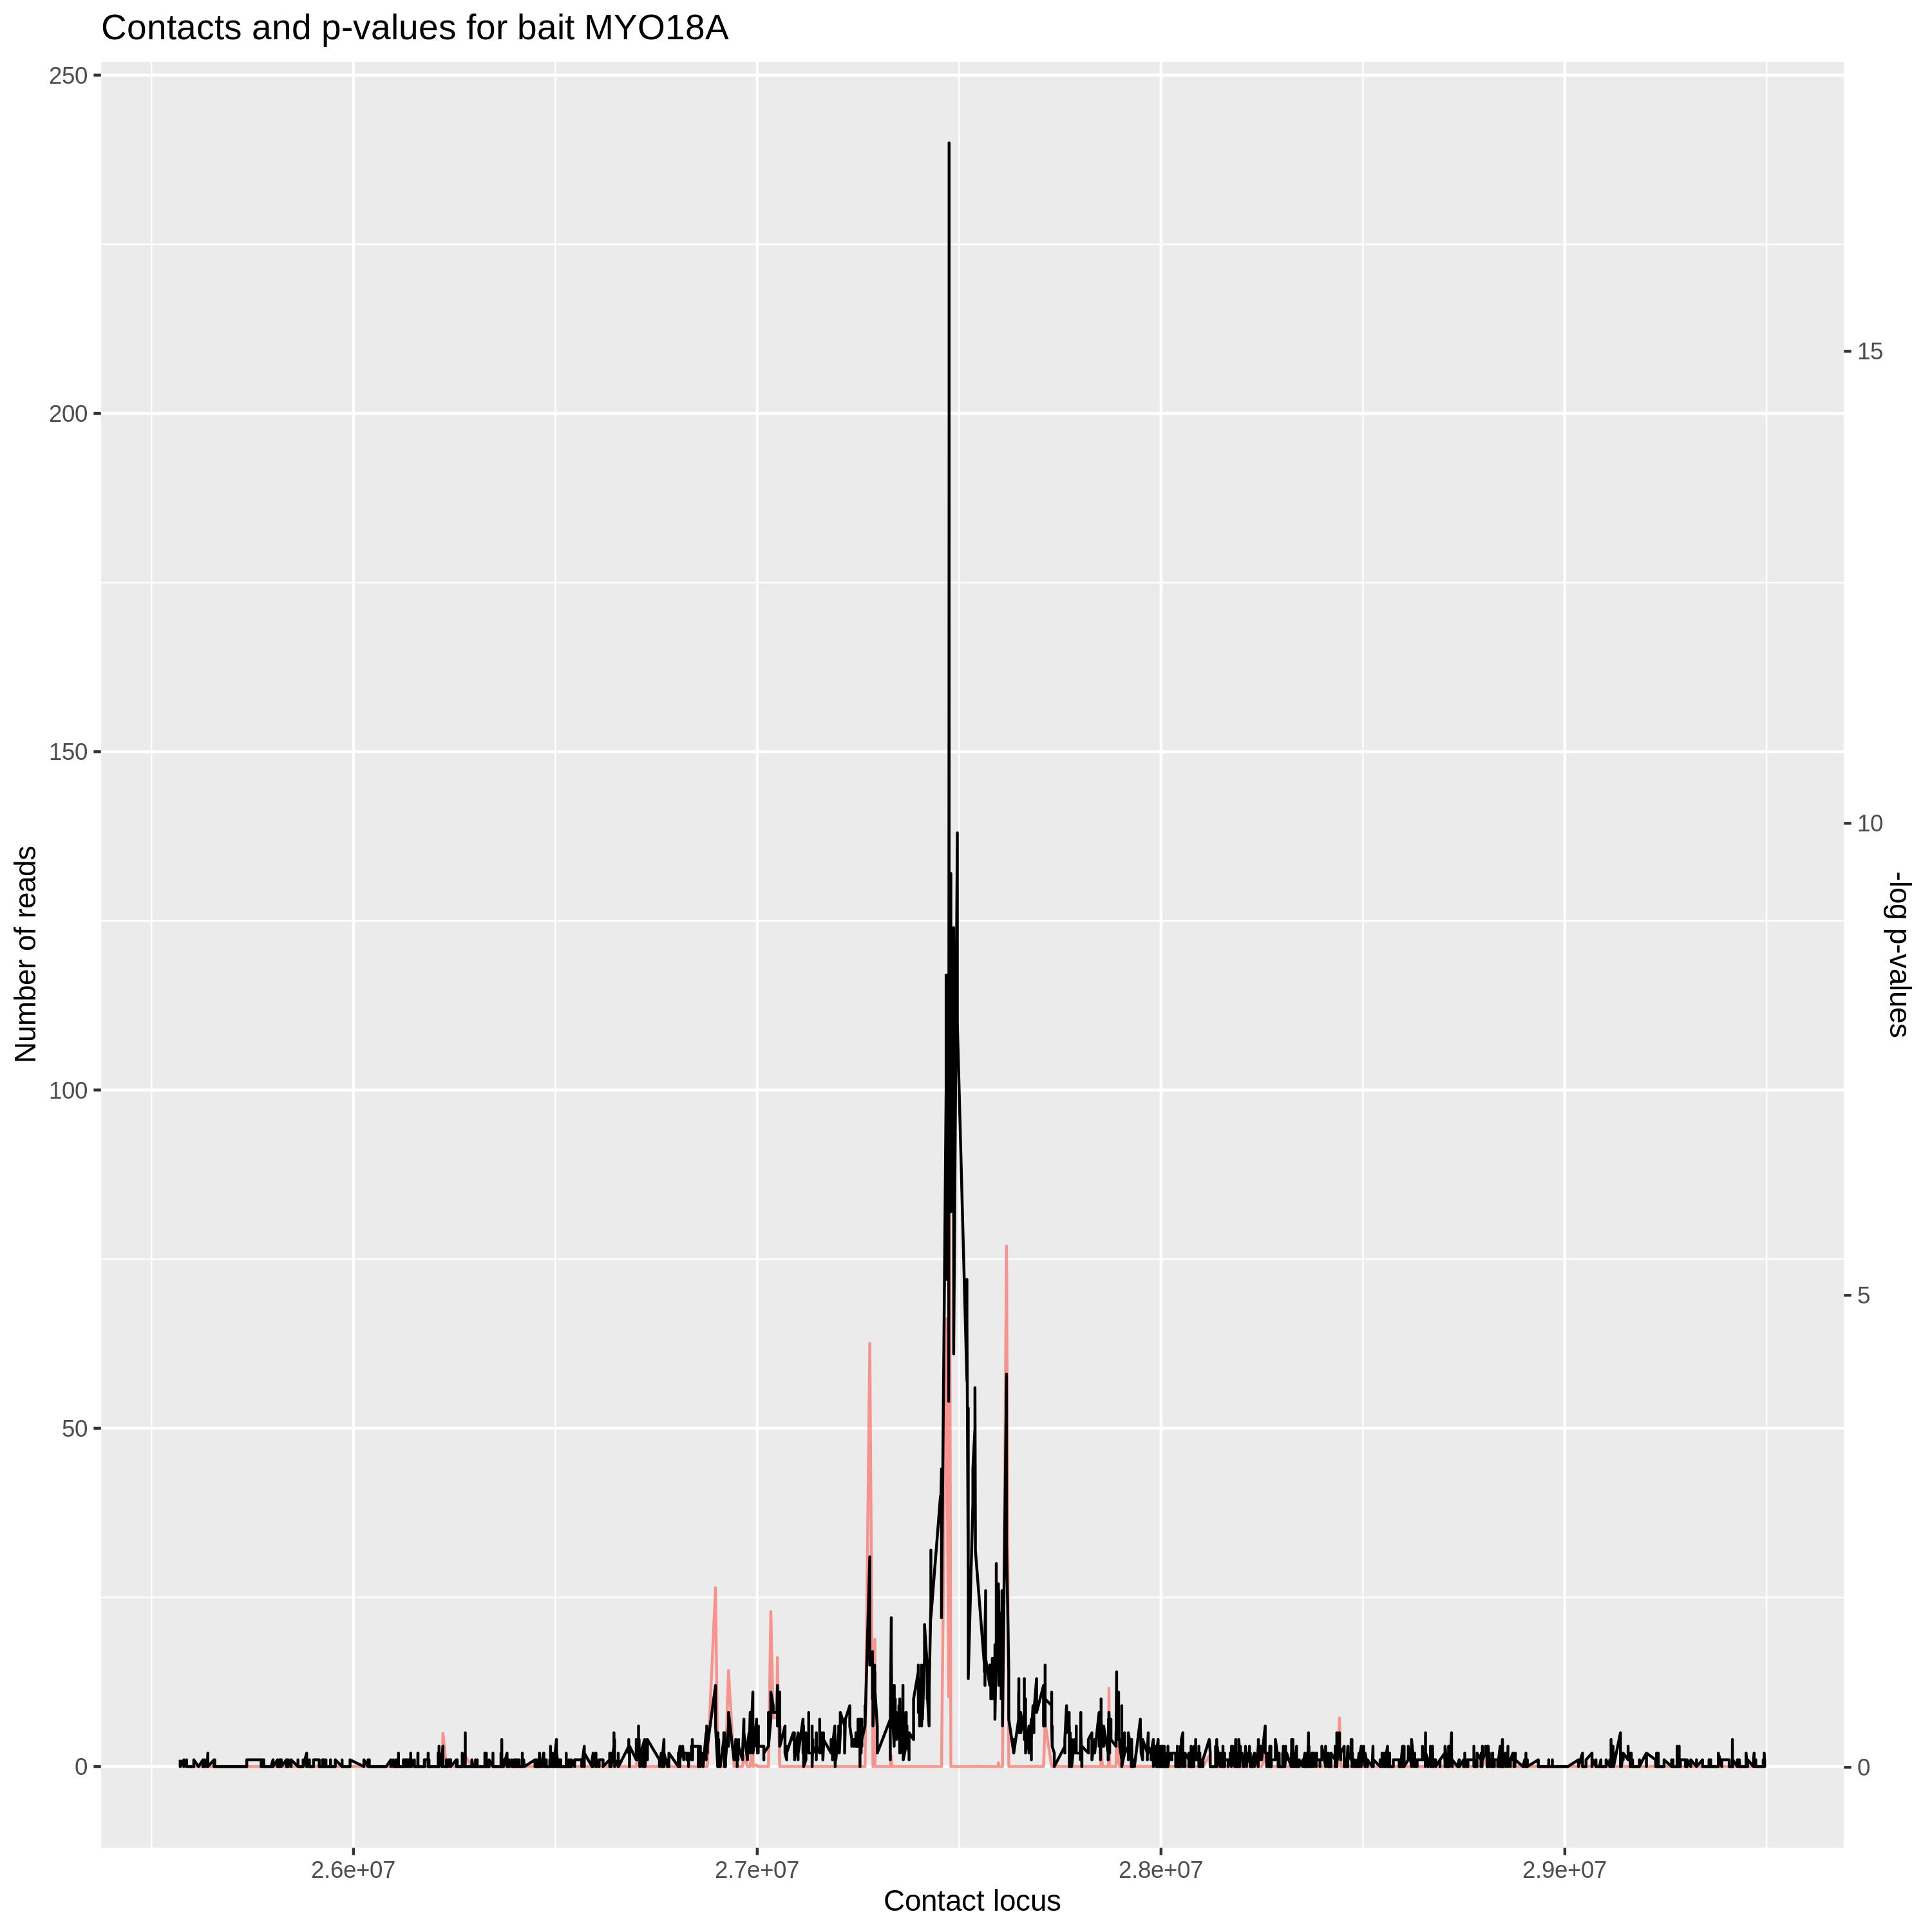 Contacts and p-values for bait MYO18A
250
200
150
100
50
0
Number of reads
15
10
5
0
-log p-values
2.6e+07
2.7e+07
2.8e+07
2.9e+07
Contact locus